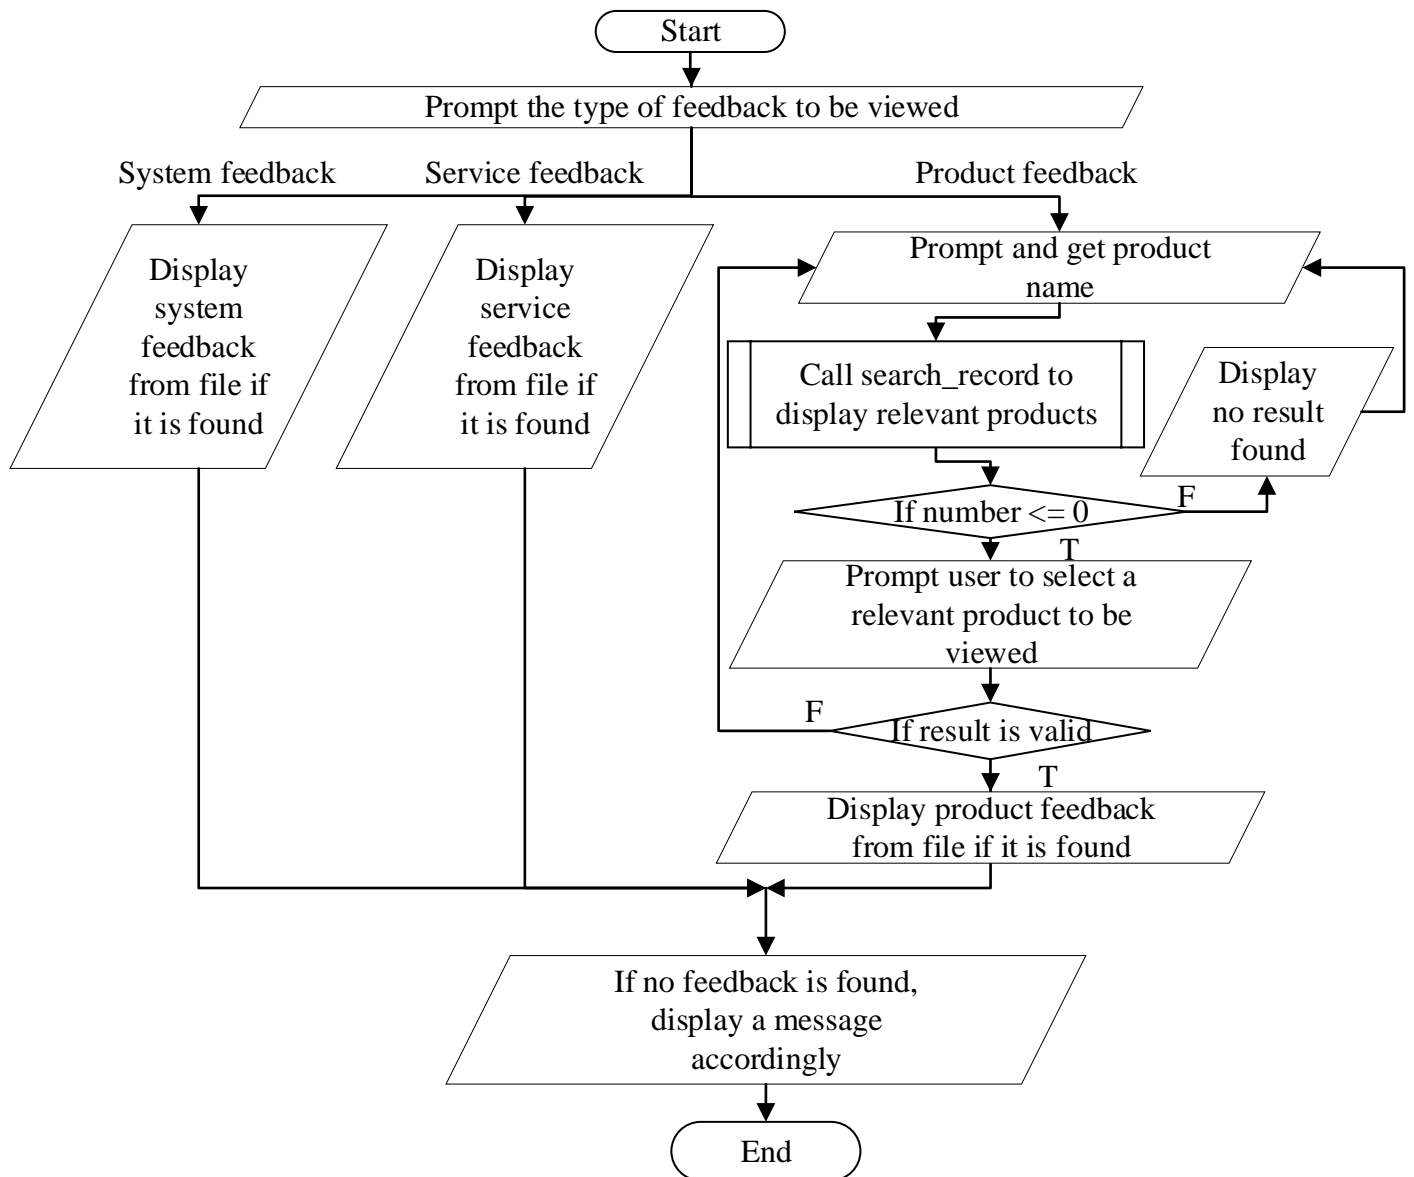 Start
Prompt the type of feedback to be viewed
System feedback
Service feedback
Product feedback
Display
system
feedback
from file if
it is found
Display
service
feedback
from file if
it is found
Prompt and get product
name
Call search_record to
display relevant products
Display
no result
found
If number <= 0
F
T
Prompt user to select a
relevant product to be
viewed
F
If result is valid
T
Display product feedback
from file if it is found
If no feedback is found,
display a message
accordingly
End